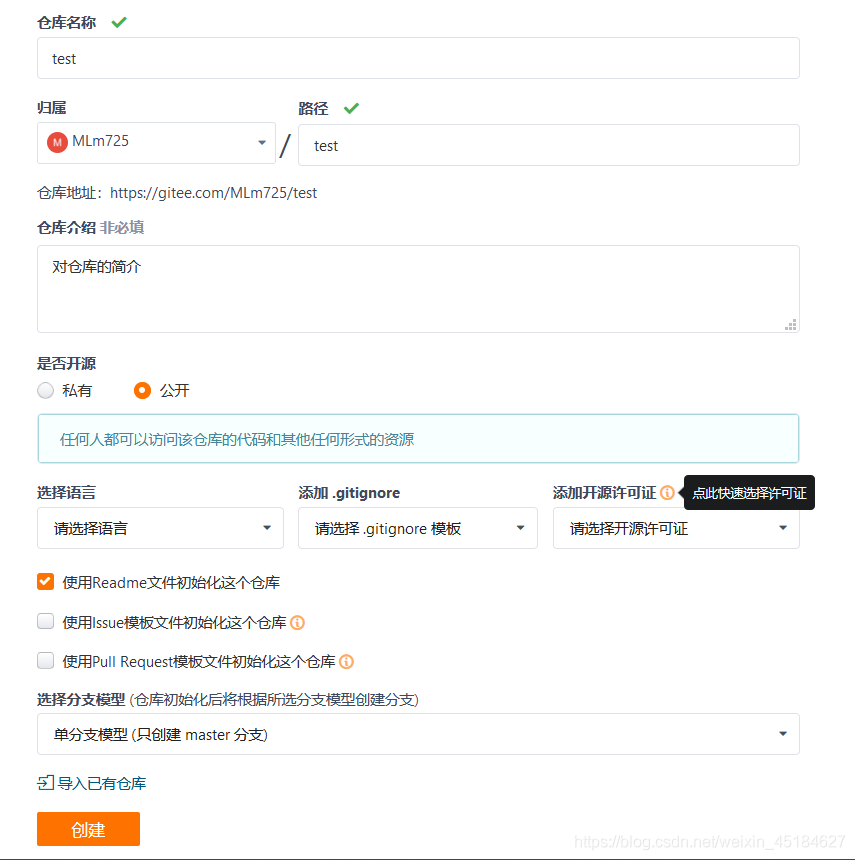 仓库名称
test
归属 路径
M MLm725 / test
仓库地址：https://gitee.com/MLm725/test
仓库介绍 非必填
对仓库的简介
是否开源
私有 公开
任何人都可以访问该仓库的代码和其他任何形式的资源
选择语言 添加 .gitignore 添加开源许可证 点此快速选择许可证
请选择语言 请选择 .gitignore 模板 请选择开源许可证
使用Readme文件初始化这个仓库
使用Issue模板文件初始化这个仓库
使用Pull Request模板文件初始化这个仓库
选择分支模型 (仓库初始化后将根据所选分支模型创建分支)
单分支模型 (只创建 master 分支)
导入已有仓库
创建
https://blog.csdn.net/weixin_45184627